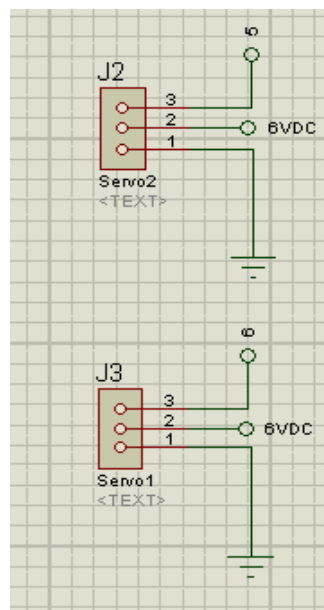 5
J2
3
2
6VDC
1
Servo2
<TEXT>
6
J3
3
2
6VDC
1
Servo1
<TEXT>